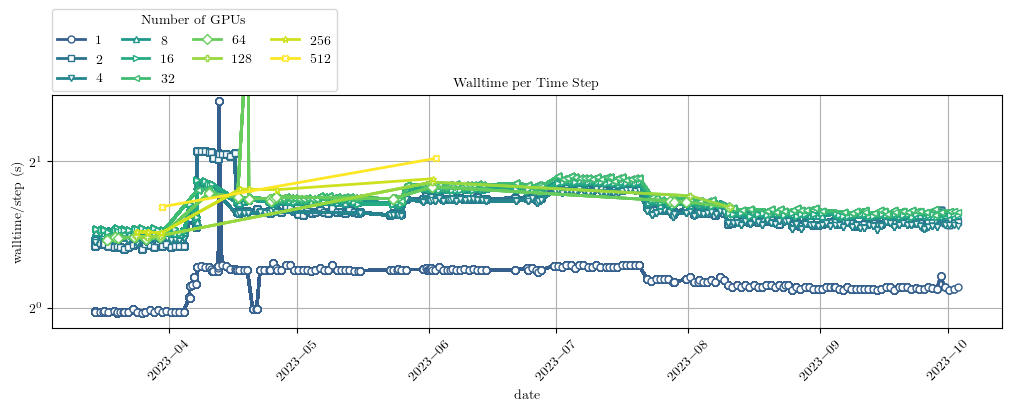 Number of GPUs
1 8 64 256
2 16 128 512
4 32
Walltime per Time Step
walltime/step (s)
2^1
2^0
2023-04 2023-05 2023-06 2023-07 2023-08 2023-09 2023-10
date